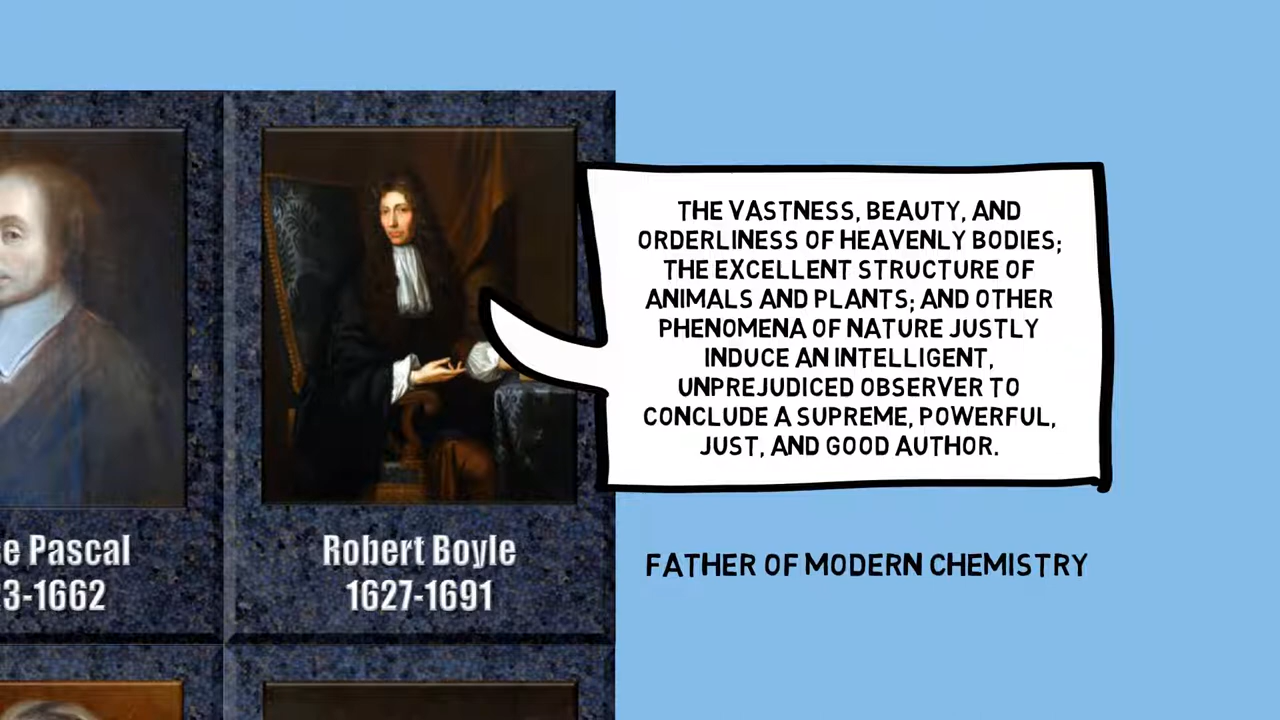 THE VASTNESS, BEAUTY, AND
ORDERLINESS OF HEAVENLY BODIES;
THE EXCELLENT STRUCTURE OF
ANIMALS AND PLANTS; AND OTHER
PHENOMENA OF NATURE JUSTLY
INDUCE AN INTELLIGENT,
UNPREJUDICED OBSERVER TO
CONCLUDE A SUPREME, POWERFUL,
JUST, AND GOOD AUTHOR.
e Pascal
3-1662
Robert Boyle
1627-1691
FATHER OF MODERN CHEMISTRY